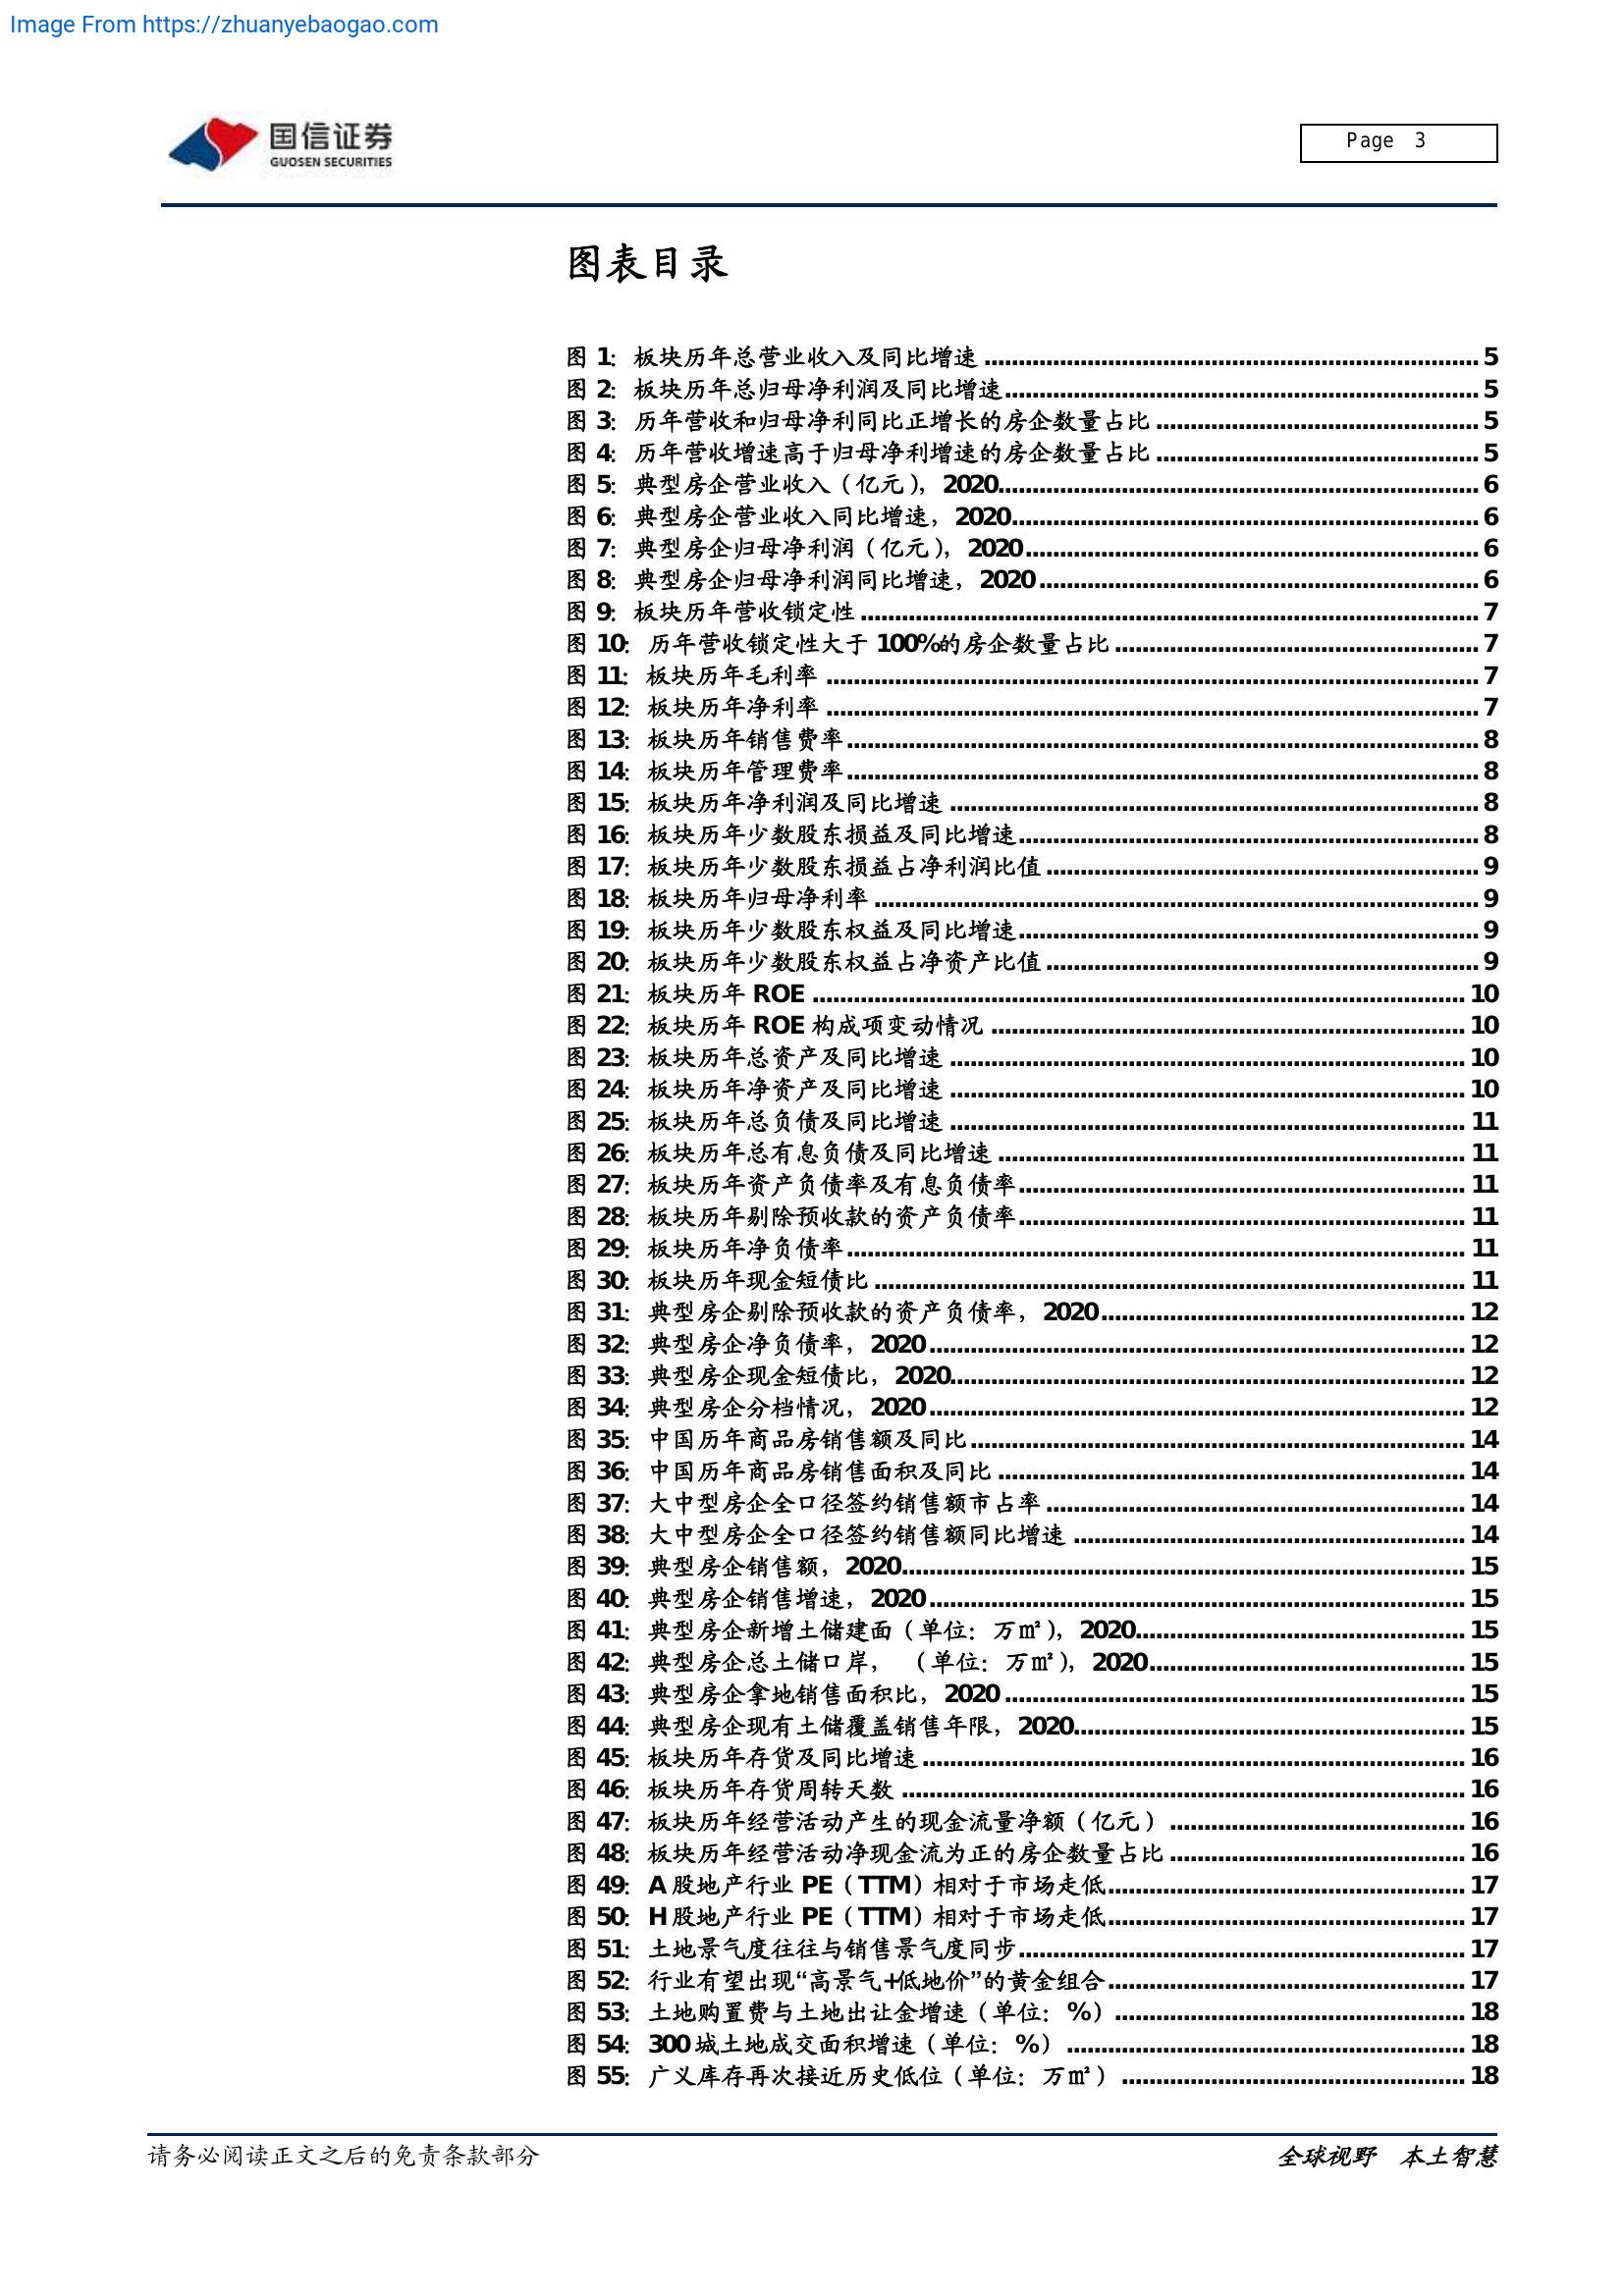 Image From https://zhuanyebaogao.com
国信证券
GUOSEN SECURITIES
Page 3
图表目录
图 1: 板块历年总营业收入及同比增速 5
图 2: 板块历年总归母净利润及同比增速 5
图 3: 历年营收和归母净利同比正增长的房企数量占比 5
图 4: 历年营收增速高于归母净利增速的房企数量占比 5
图 5: 典型房企营业收入（亿元），2020 6
图 6: 典型房企营业收入同比增速，2020 6
图 7: 典型房企归母净利润（亿元），2020 6
图 8: 典型房企归母净利润同比增速，2020 6
图 9: 板块历年营收锁定性 7
图 10: 历年营收锁定性大于 100%的房企数量占比 7
图 11: 板块历年毛利率 7
图 12: 板块历年净利率 7
图 13: 板块历年销售费率 8
图 14: 板块历年管理费率 8
图 15: 板块历年净利润及同比增速 8
图 16: 板块历年少数股东损益及同比增速 8
图 17: 板块历年少数股东损益占净利润比值 9
图 18: 板块历年归母净利率 9
图 19: 板块历年少数股东权益及同比增速 9
图 20: 板块历年少数股东权益占净资产比值 9
图 21: 板块历年 ROE 10
图 22: 板块历年 ROE 构成项变动情况 10
图 23: 板块历年总资产及同比增速 10
图 24: 板块历年净资产及同比增速 10
图 25: 板块历年总负债及同比增速 11
图 26: 板块历年总有息负债及同比增速 11
图 27: 板块历年资产负债率及有息负债率 11
图 28: 板块历年剔除预收款的资产负债率 11
图 29: 板块历年净负债率 11
图 30: 板块历年现金短债比 11
图 31: 典型房企剔除预收款的资产负债率，2020 12
图 32: 典型房企净负债率，2020 12
图 33: 典型房企现金短债比，2020 12
图 34: 典型房企分档情况，2020 12
图 35: 中国历年商品房销售额及同比 14
图 36: 中国历年商品房销售面积及同比 14
图 37: 大中型房企全口径签约销售额市占率 14
图 38: 大中型房企全口径签约销售额同比增速 14
图 39: 典型房企销售额，2020 15
图 40: 典型房企销售增速，2020 15
图 41: 典型房企新增土储建面（单位：万㎡），2020 15
图 42: 典型房企总土储口岸， （单位：万㎡），2020 15
图 43: 典型房企拿地销售面积比，2020 15
图 44: 典型房企现有土储覆盖销售年限，2020 15
图 45: 板块历年存货及同比增速 16
图 46: 板块历年存货周转天数 16
图 47: 板块历年经营活动产生的现金流量净额（亿元） 16
图 48: 板块历年经营活动净现金流为正的房企数量占比 16
图 49: A 股地产行业 PE（TTM）相对于市场走低 17
图 50: H 股地产行业 PE（TTM）相对于市场走低 17
图 51: 土地景气度往往与销售景气度同步 17
图 52: 行业有望出现“高景气+低地价”的黄金组合 17
图 53: 土地购置费与土地出让金增速（单位：%） 18
图 54: 300 城土地成交面积增速（单位：%） 18
图 55: 广义库存再次接近历史低位（单位：万㎡） 18
请务必阅读正文之后的免责条款部分
全球视野 本土智慧